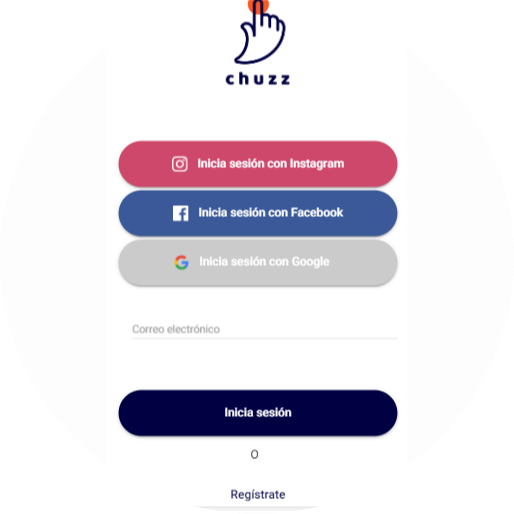 chuzz
Inicia sesión con Instagram
Inicia sesión con Facebook
Inicia sesión con Google
Correo electrónico
Inicia sesión
O
Regístrate